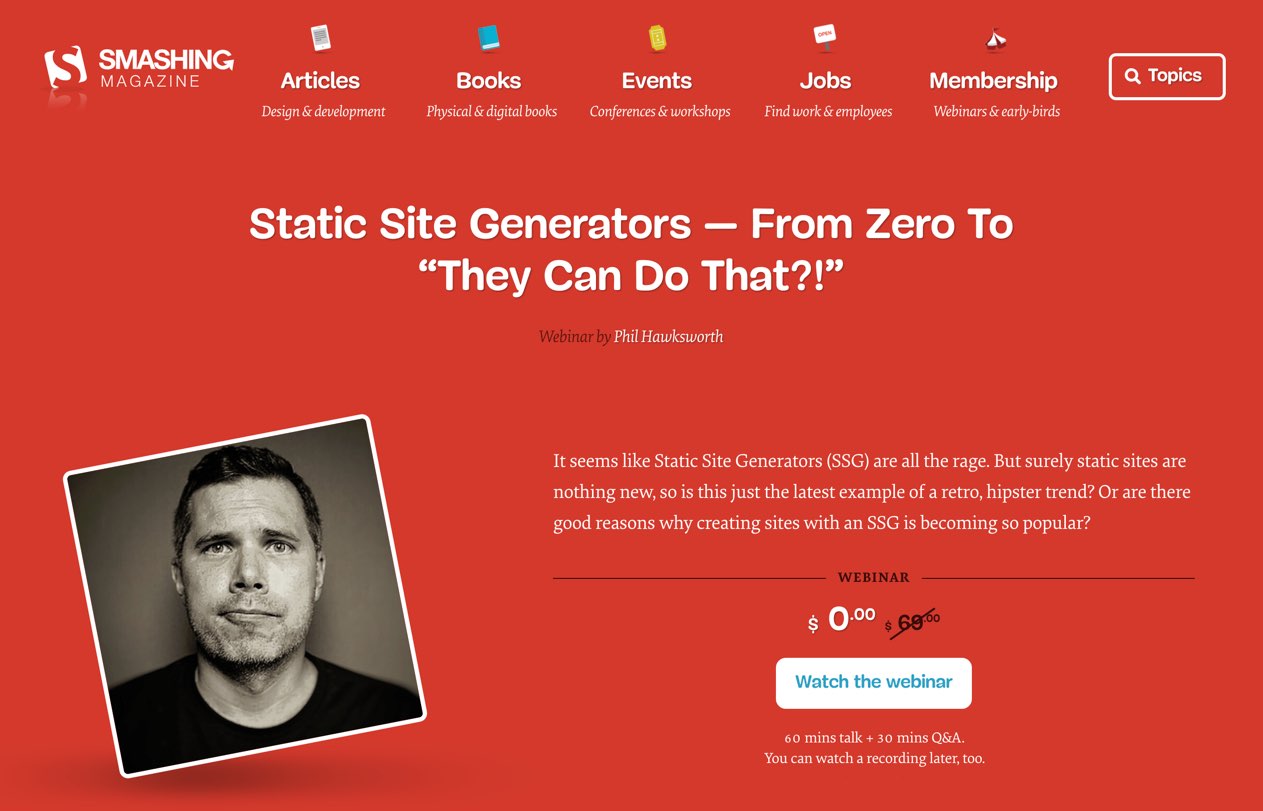 SMASHING
MAGAZINE
Articles
Design & development
Books
Physical & digital books
Events
Conferences & workshops
OPEN
Jobs
Find work & employees
Membership
Webinars & early-birds
Topics
Static Site Generators — From Zero To
“They Can Do That?!”
Webinar by Phil Hawksworth
It seems like Static Site Generators (SSG) are all the rage. But surely static sites are
nothing new, so is this just the latest example of a retro, hipster trend? Or are there
good reasons why creating sites with an SSG is becoming so popular?
WEBINAR
$ 0.00 $ 69.00
Watch the webinar
60 mins talk + 30 mins Q&A.
You can watch a recording later, too.